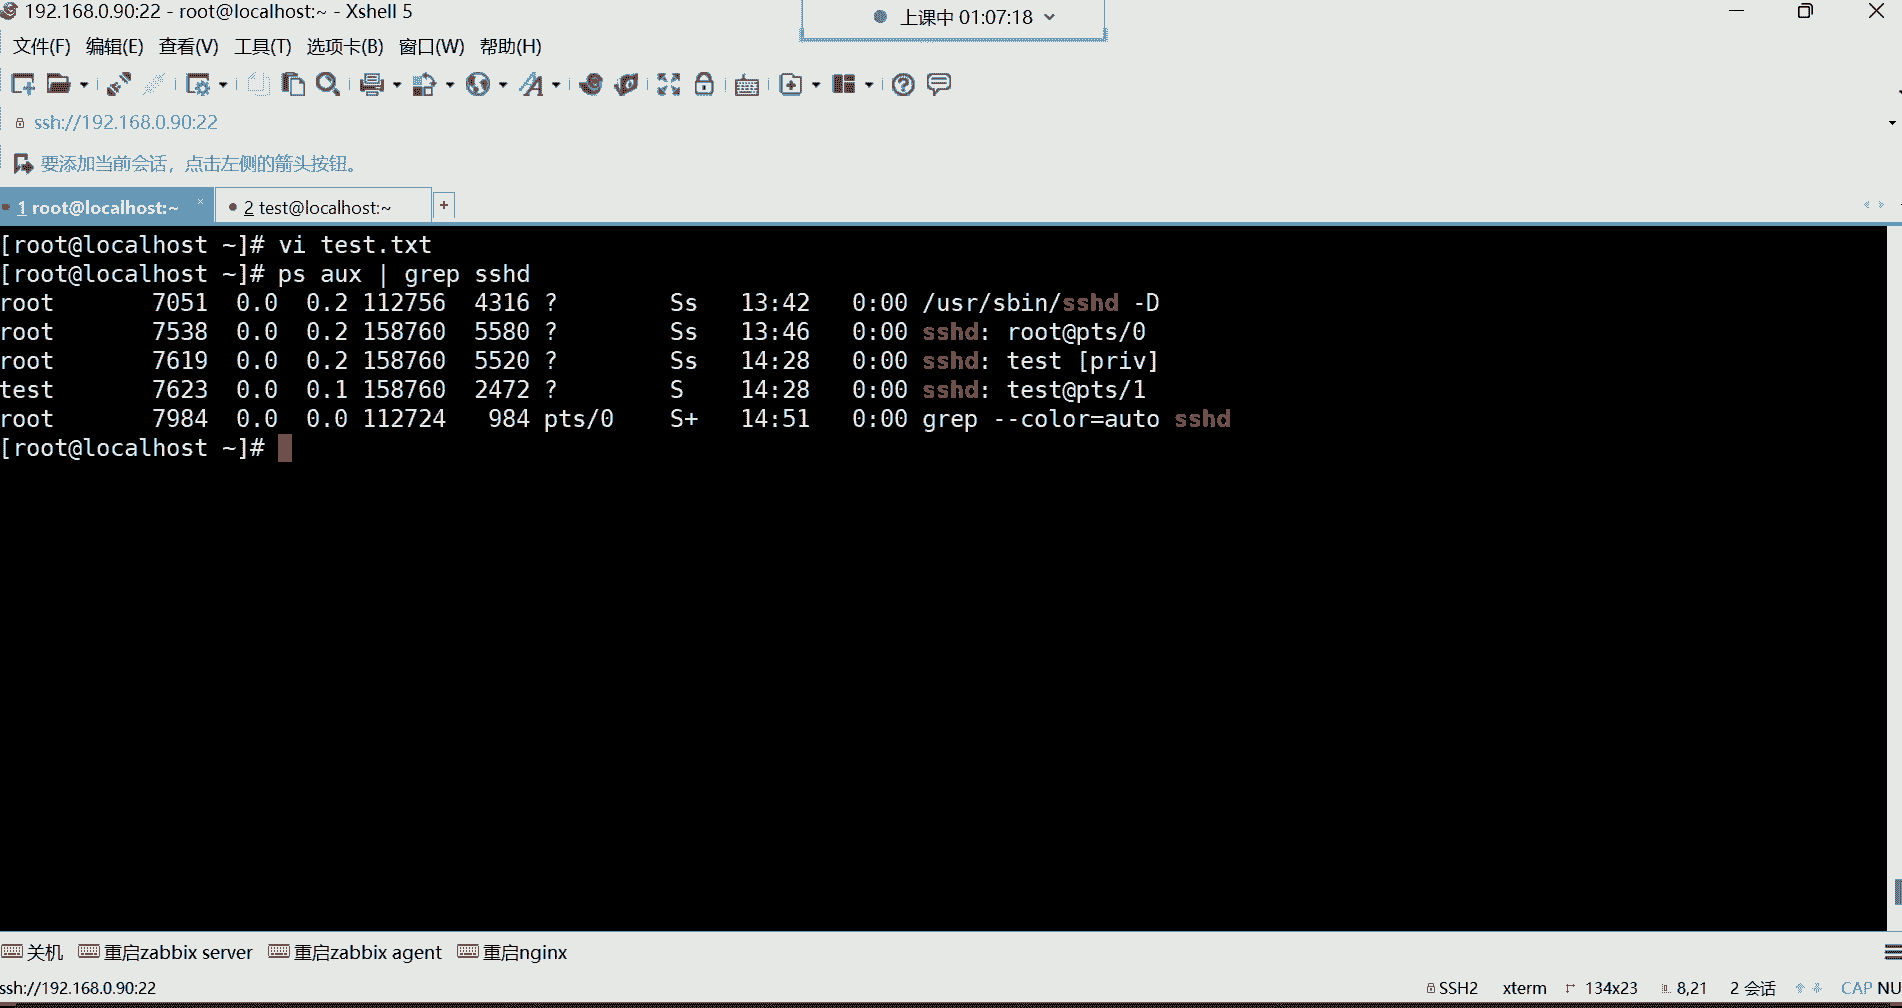 192.168.0.90:22 - root@localhost:~ - Xshell 5
上课中 01:07:18
文件(F) 编辑(E) 查看(V) 工具(T) 选项卡(B) 窗口(W) 帮助(H)
ssh://192.168.0.90:22
要添加当前会话，点击左侧的箭头按钮。
1 root@localhost:~ × 2 test@localhost:~ +
[root@localhost ~]# vi test.txt
[root@localhost ~]# ps aux | grep sshd
root       7051  0.0  0.2 112756  4316 ?        Ss   13:42   0:00 /usr/sbin/sshd -D
root       7538  0.0  0.2 158760  5580 ?        Ss   13:46   0:00 sshd: root@pts/0
root       7619  0.0  0.2 158760  5520 ?        Ss   14:28   0:00 sshd: test [priv]
test       7623  0.0  0.1 158760  2472 ?        S    14:28   0:00 sshd: test@pts/1
root       7984  0.0  0.0 112724   984 pts/0    S+   14:51   0:00 grep --color=auto sshd
[root@localhost ~]#
关机 重启zabbix server 重启zabbix agent 重启nginx
ssh://192.168.0.90:22 SSH2 xterm 134x23 8,21 2 会话 CAP NU